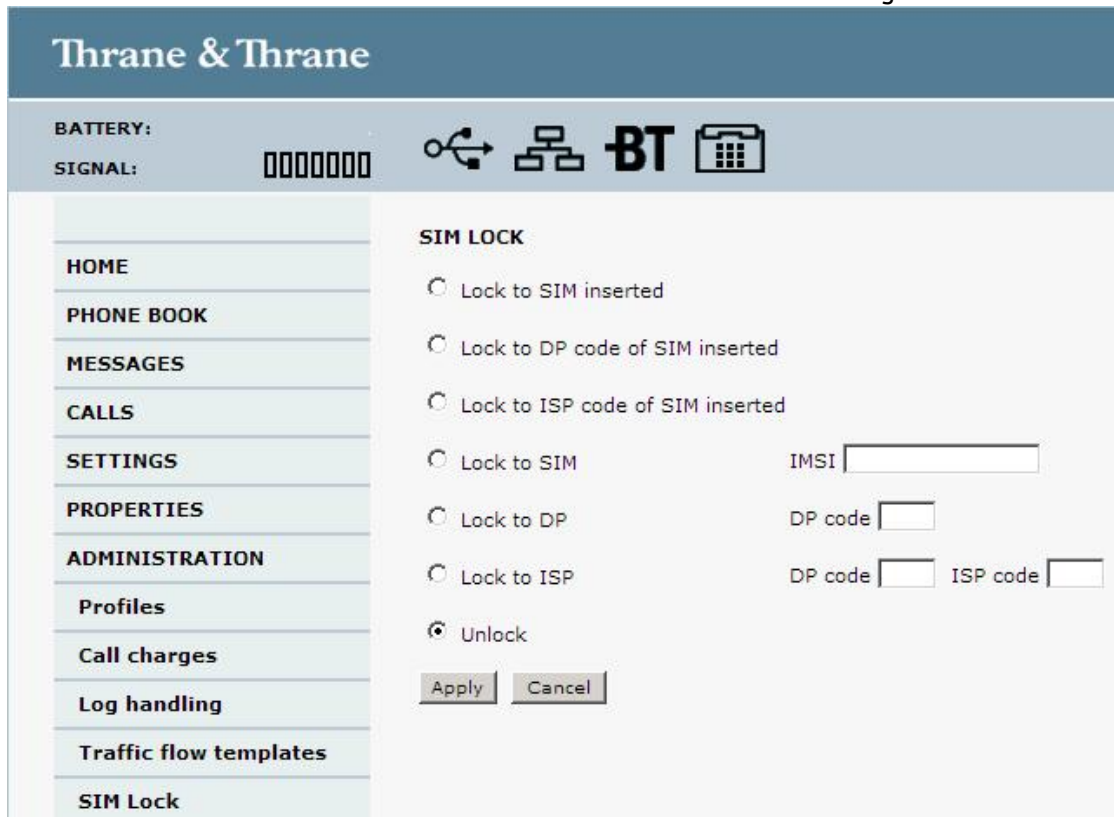 Thrane & Thrane
BATTERY:
SIGNAL:
BT
HOME
PHONE BOOK
MESSAGES
CALLS
SETTINGS
PROPERTIES
ADMINISTRATION
Profiles
Call charges
Log handling
Traffic flow templates
SIM Lock
SIM LOCK
Lock to SIM inserted
Lock to DP code of SIM inserted
Lock to ISP code of SIM inserted
Lock to SIM IMSI
Lock to DP DP code
Lock to ISP DP code ISP code
Unlock
Apply Cancel